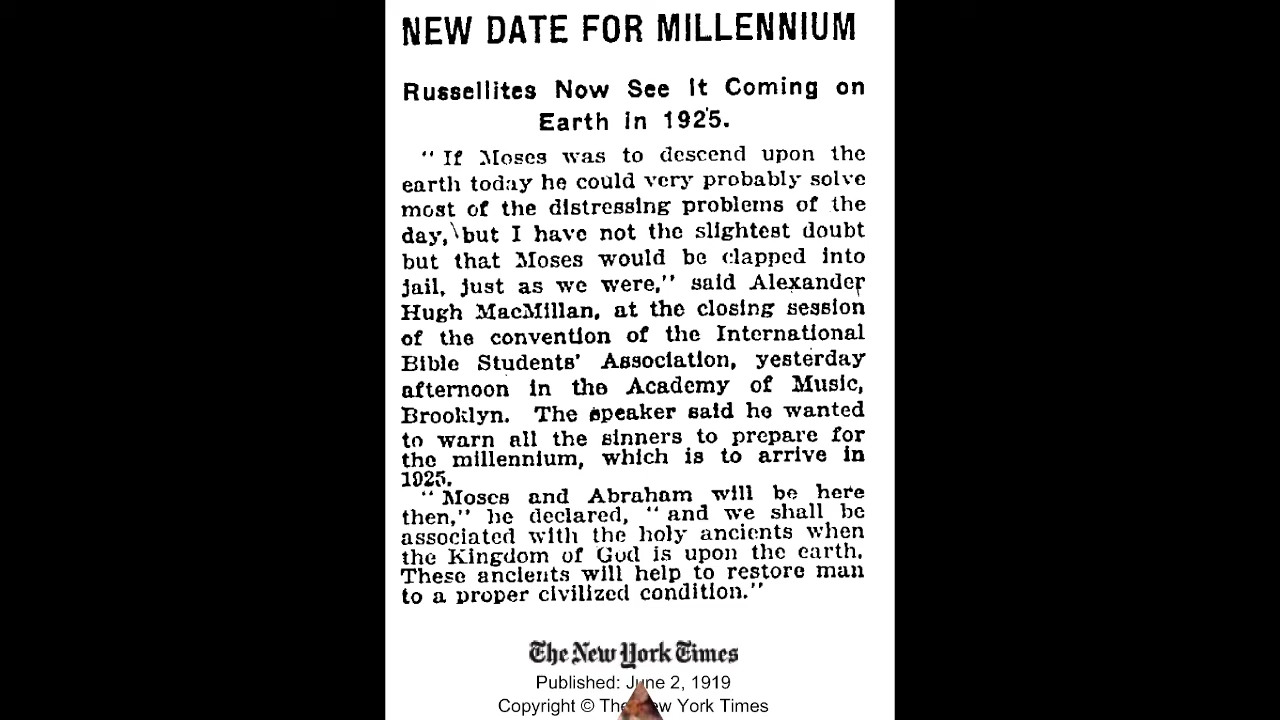 NEW DATE FOR MILLENNIUM
Russellites Now See It Coming on
Earth in 1925.
"If Moses was to descend upon the
earth today he could very probably solve
most of the distressing problems of the
day, but I have not the slightest doubt
but that Moses would be clapped into
jail, just as we were," said Alexander
Hugh MacMillan, at the closing session
of the convention of the International
Bible Students' Association, yesterday
afternoon in the Academy of Music,
Brooklyn. The speaker said he wanted
to warn all the sinners to prepare for
the millennium, which is to arrive in
1925.
"Moses and Abraham will be here
then," he declared, "and we shall be
associated with the holy ancients when
the Kingdom of God is upon the earth.
These ancients will help to restore man
to a proper civilized condition."
The New York Times
Published: June 2, 1919
Copyright © The New York Times